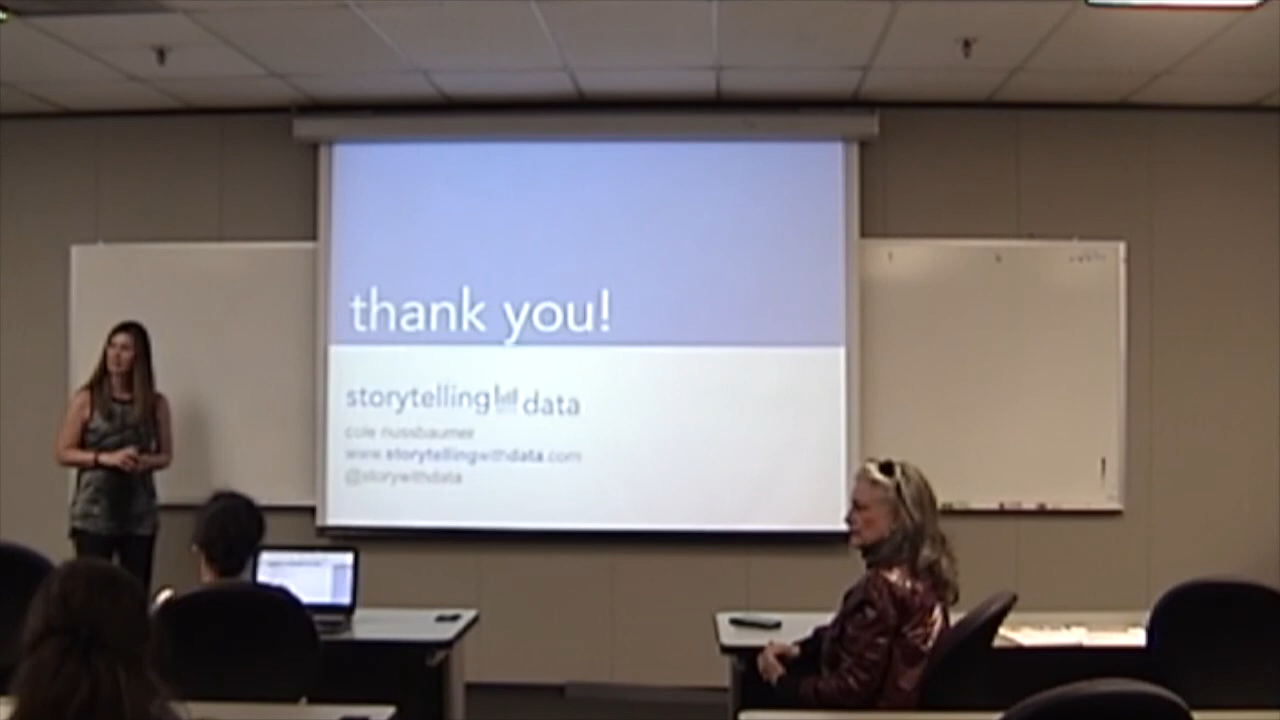 thank you!
storytelling data
cole nussbaumer
www.storytellingwithdata.com
@storywithdata